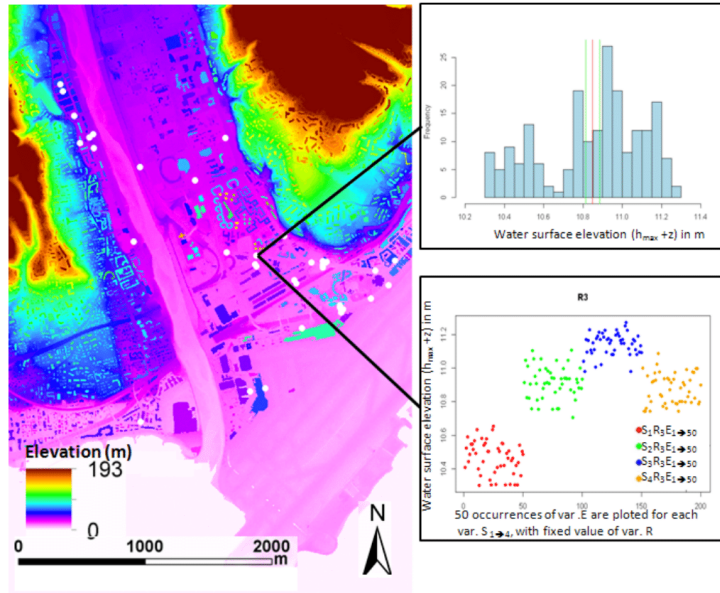 Elevation (m)
193
0
0
1000
2000
m
N
Frequency
25
20
15
10
5
0
10.2
10.4
10.6
10.8
11.0
11.2
11.4
Water surface elevation (hmax +z) in m
R3
Water surface elevation (hmax +z) in m
11.2
11.0
10.8
10.6
10.4
S1R3E1➔50
S2R3E1➔50
S3R3E1➔50
S4R3E1➔50
0
50
100
150
200
50 occurrences of var .E are ploted for each
var. S1➔4, with fixed value of var. R